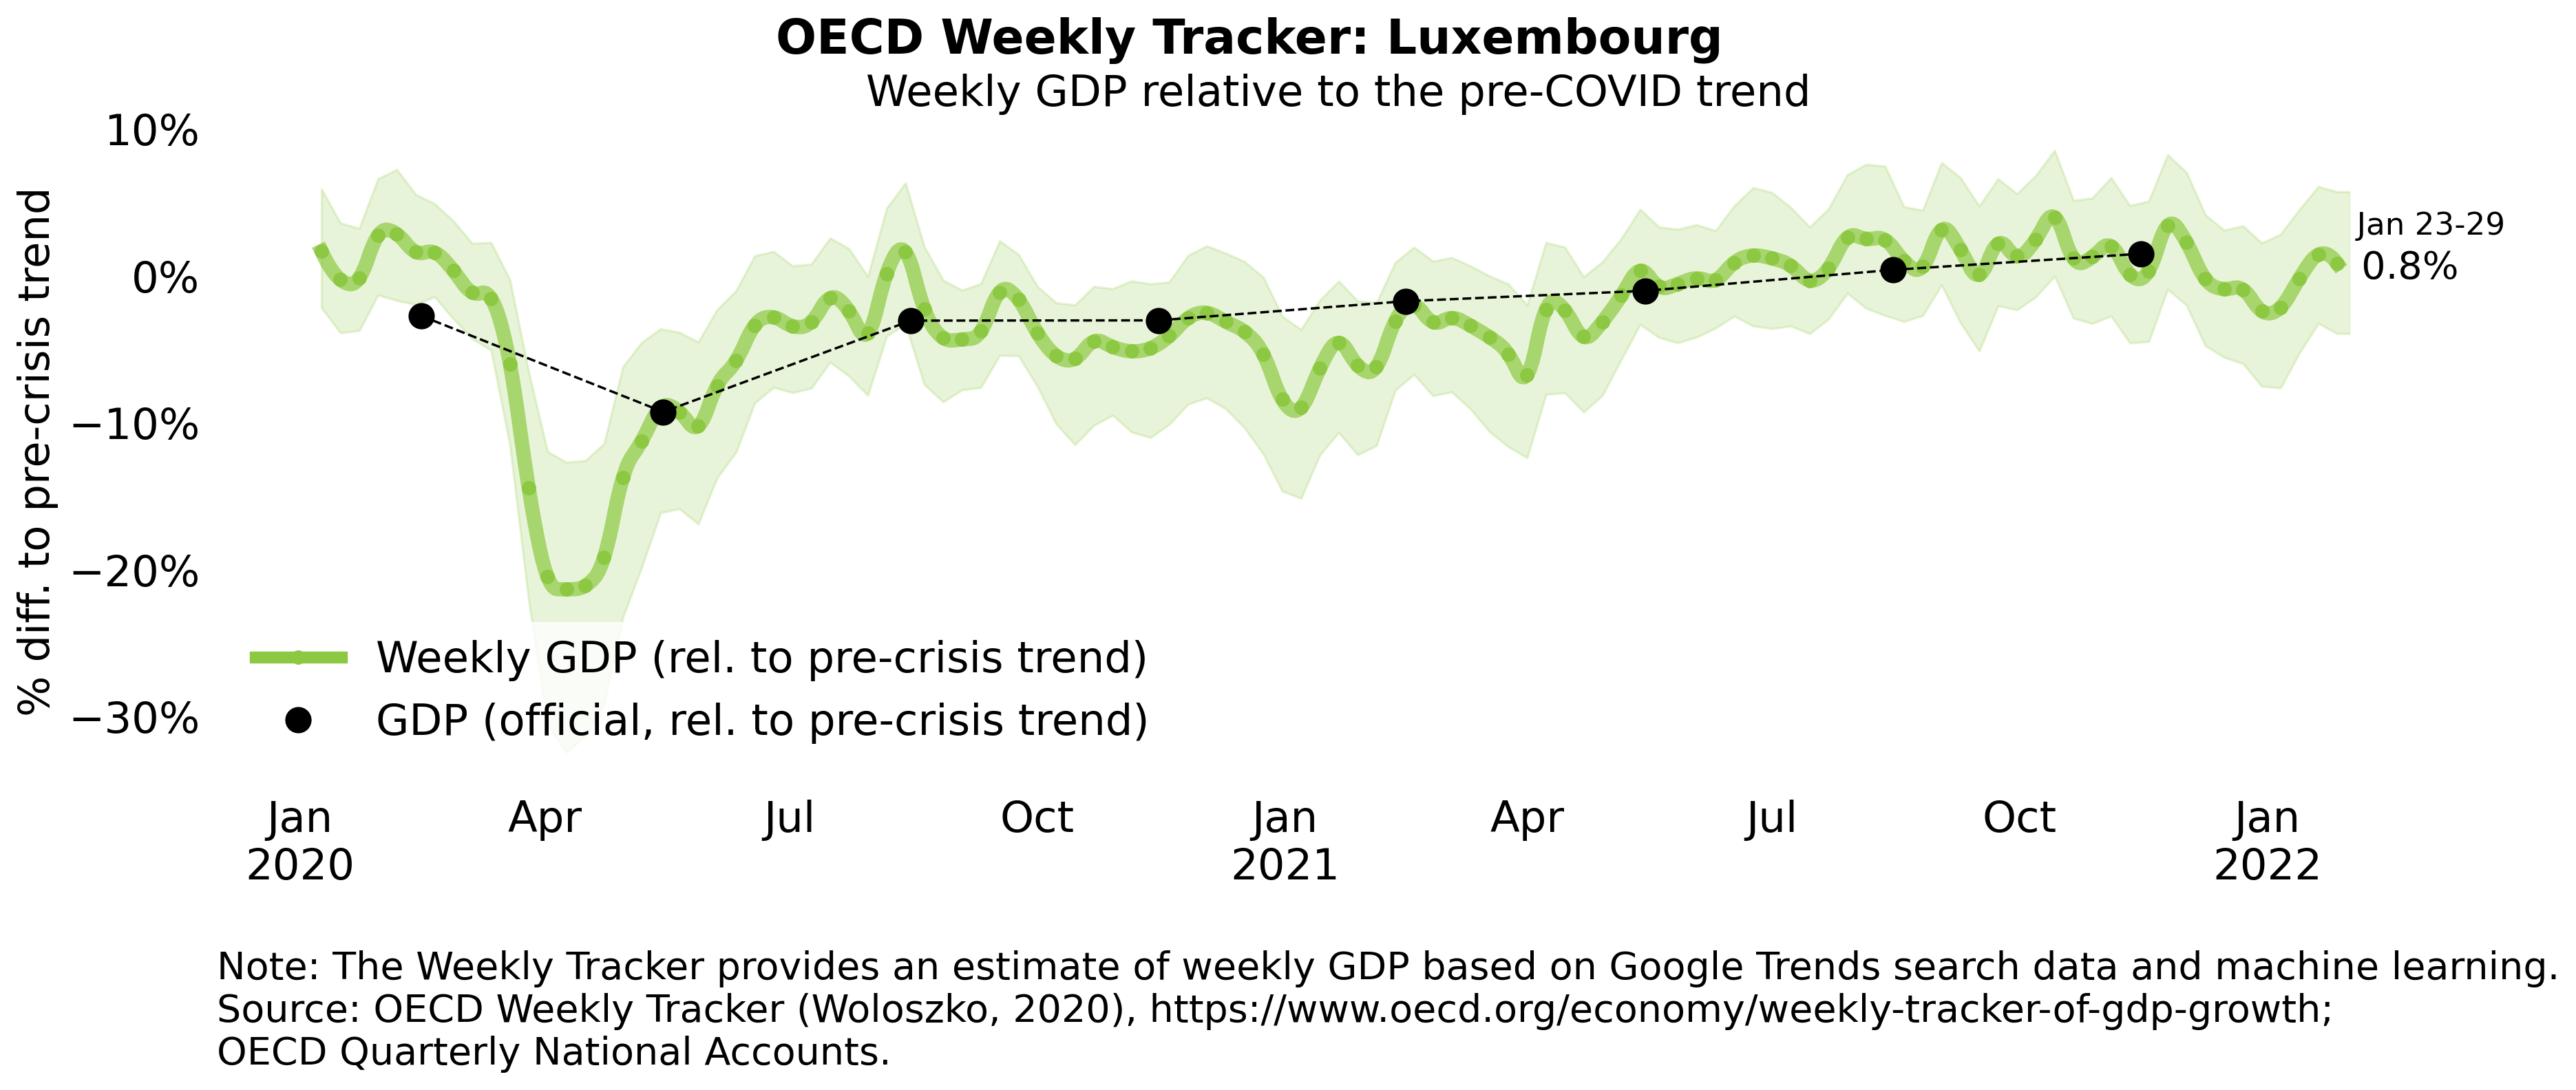 OECD Weekly Tracker: Luxembourg
Weekly GDP relative to the pre-COVID trend
% diff. to pre-crisis trend
10%
0%
−10%
−20%
−30%
Jan 23-29
0.8%
Weekly GDP (rel. to pre-crisis trend)
GDP (official, rel. to pre-crisis trend)
Jan Apr Jul Oct Jan Apr Jul Oct Jan
2020 2021 2022
Note: The Weekly Tracker provides an estimate of weekly GDP based on Google Trends search data and machine learning.
Source: OECD Weekly Tracker (Woloszko, 2020), https://www.oecd.org/economy/weekly-tracker-of-gdp-growth;
OECD Quarterly National Accounts.